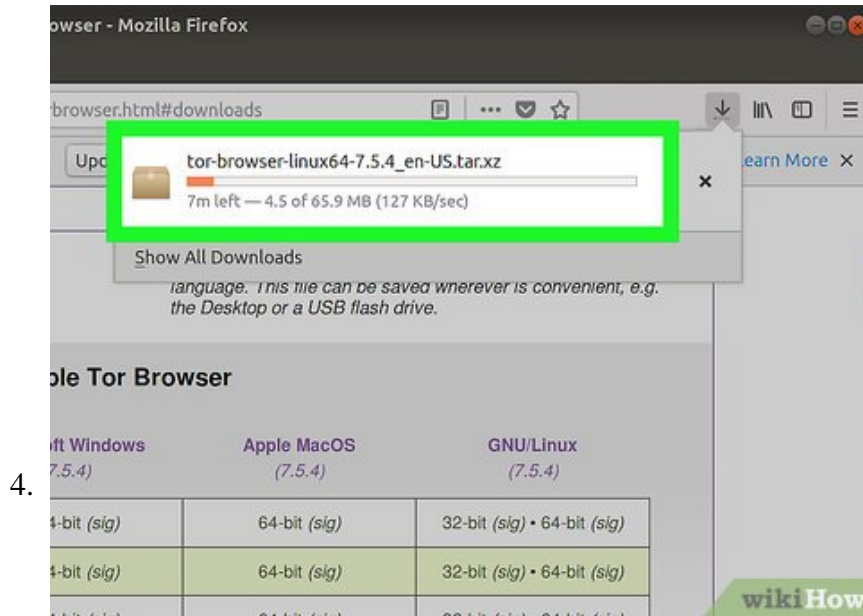 owser - Mozilla Firefox
browser.html#downloads
Upd
tor-browser-linux64-7.5.4_en-US.tar.xz
7m left — 4.5 of 65.9 MB (127 KB/sec)
earn More
Show All Downloads
language. This file can be saved wherever is convenient, e.g.
the Desktop or a USB flash drive.
ble Tor Browser
oft Windows Apple MacOS GNU/Linux
7.5.4) (7.5.4) (7.5.4)
4.
4-bit (sig) 64-bit (sig) 32-bit (sig) • 64-bit (sig)
4-bit (sig) 64-bit (sig) 32-bit (sig) • 64-bit (sig)
wikiHow